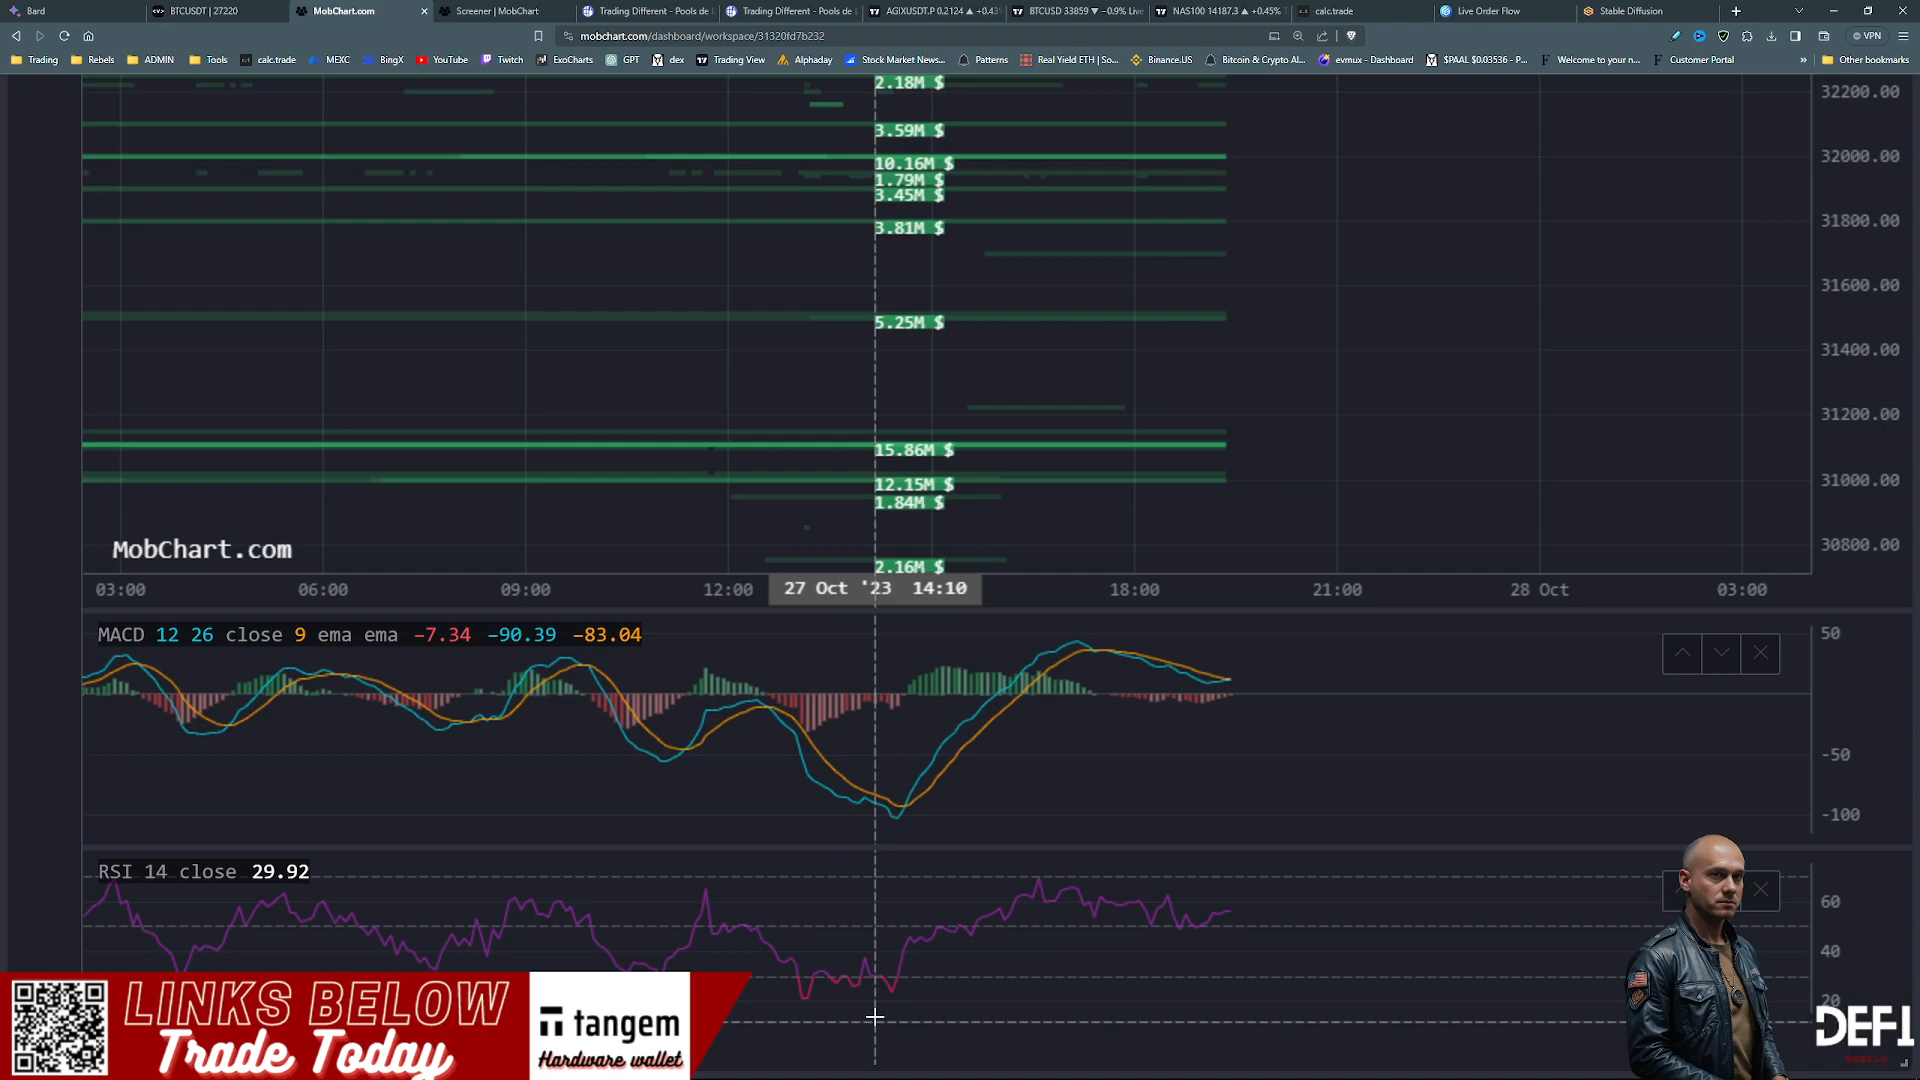 Bard
BTCUSDT | 27220
MobChart.com
Screener | MobChart
Trading Different - Pools de L
Trading Different - Pools de L
AGIXUSDT.P 0.2124 ▲ +0.43
BTCUSD 33859 ▼ −0.9% Live
NAS100 14187.3 ▲ +0.45%
calc.trade
Live Order Flow
Stable Diffusion
mobchart.com/dashboard/workspace/31320fd7b232
VPN
Trading
Rebels
ADMIN
Tools
calc.trade
MEXC
BingX
YouTube
Twitch
ExoCharts
GPT
dex
Trading View
Alphaday
Stock Market News...
Patterns
Real Yield ETH | So...
Binance.US
Bitcoin & Crypto AI...
evmux - Dashboard
$PAAL $0.03536 - P...
Welcome to your n...
Customer Portal
Other bookmarks
2.18M $
3.59M $
10.16M $
1.79M $
3.45M $
3.81M $
5.25M $
15.86M $
12.15M $
1.84M $
2.16M $
32200.00
32000.00
31800.00
31600.00
31400.00
31200.00
31000.00
30800.00
MobChart.com
03:00
06:00
09:00
12:00
27 Oct '23 14:10
18:00
21:00
28 Oct
03:00
MACD 12 26 close 9 ema ema −7.34 −90.39 −83.04
50
-50
-100
RSI 14 close 29.92
60
40
20
LINKS BELOW
Trade Today
tangem
Hardware wallet
DEFI